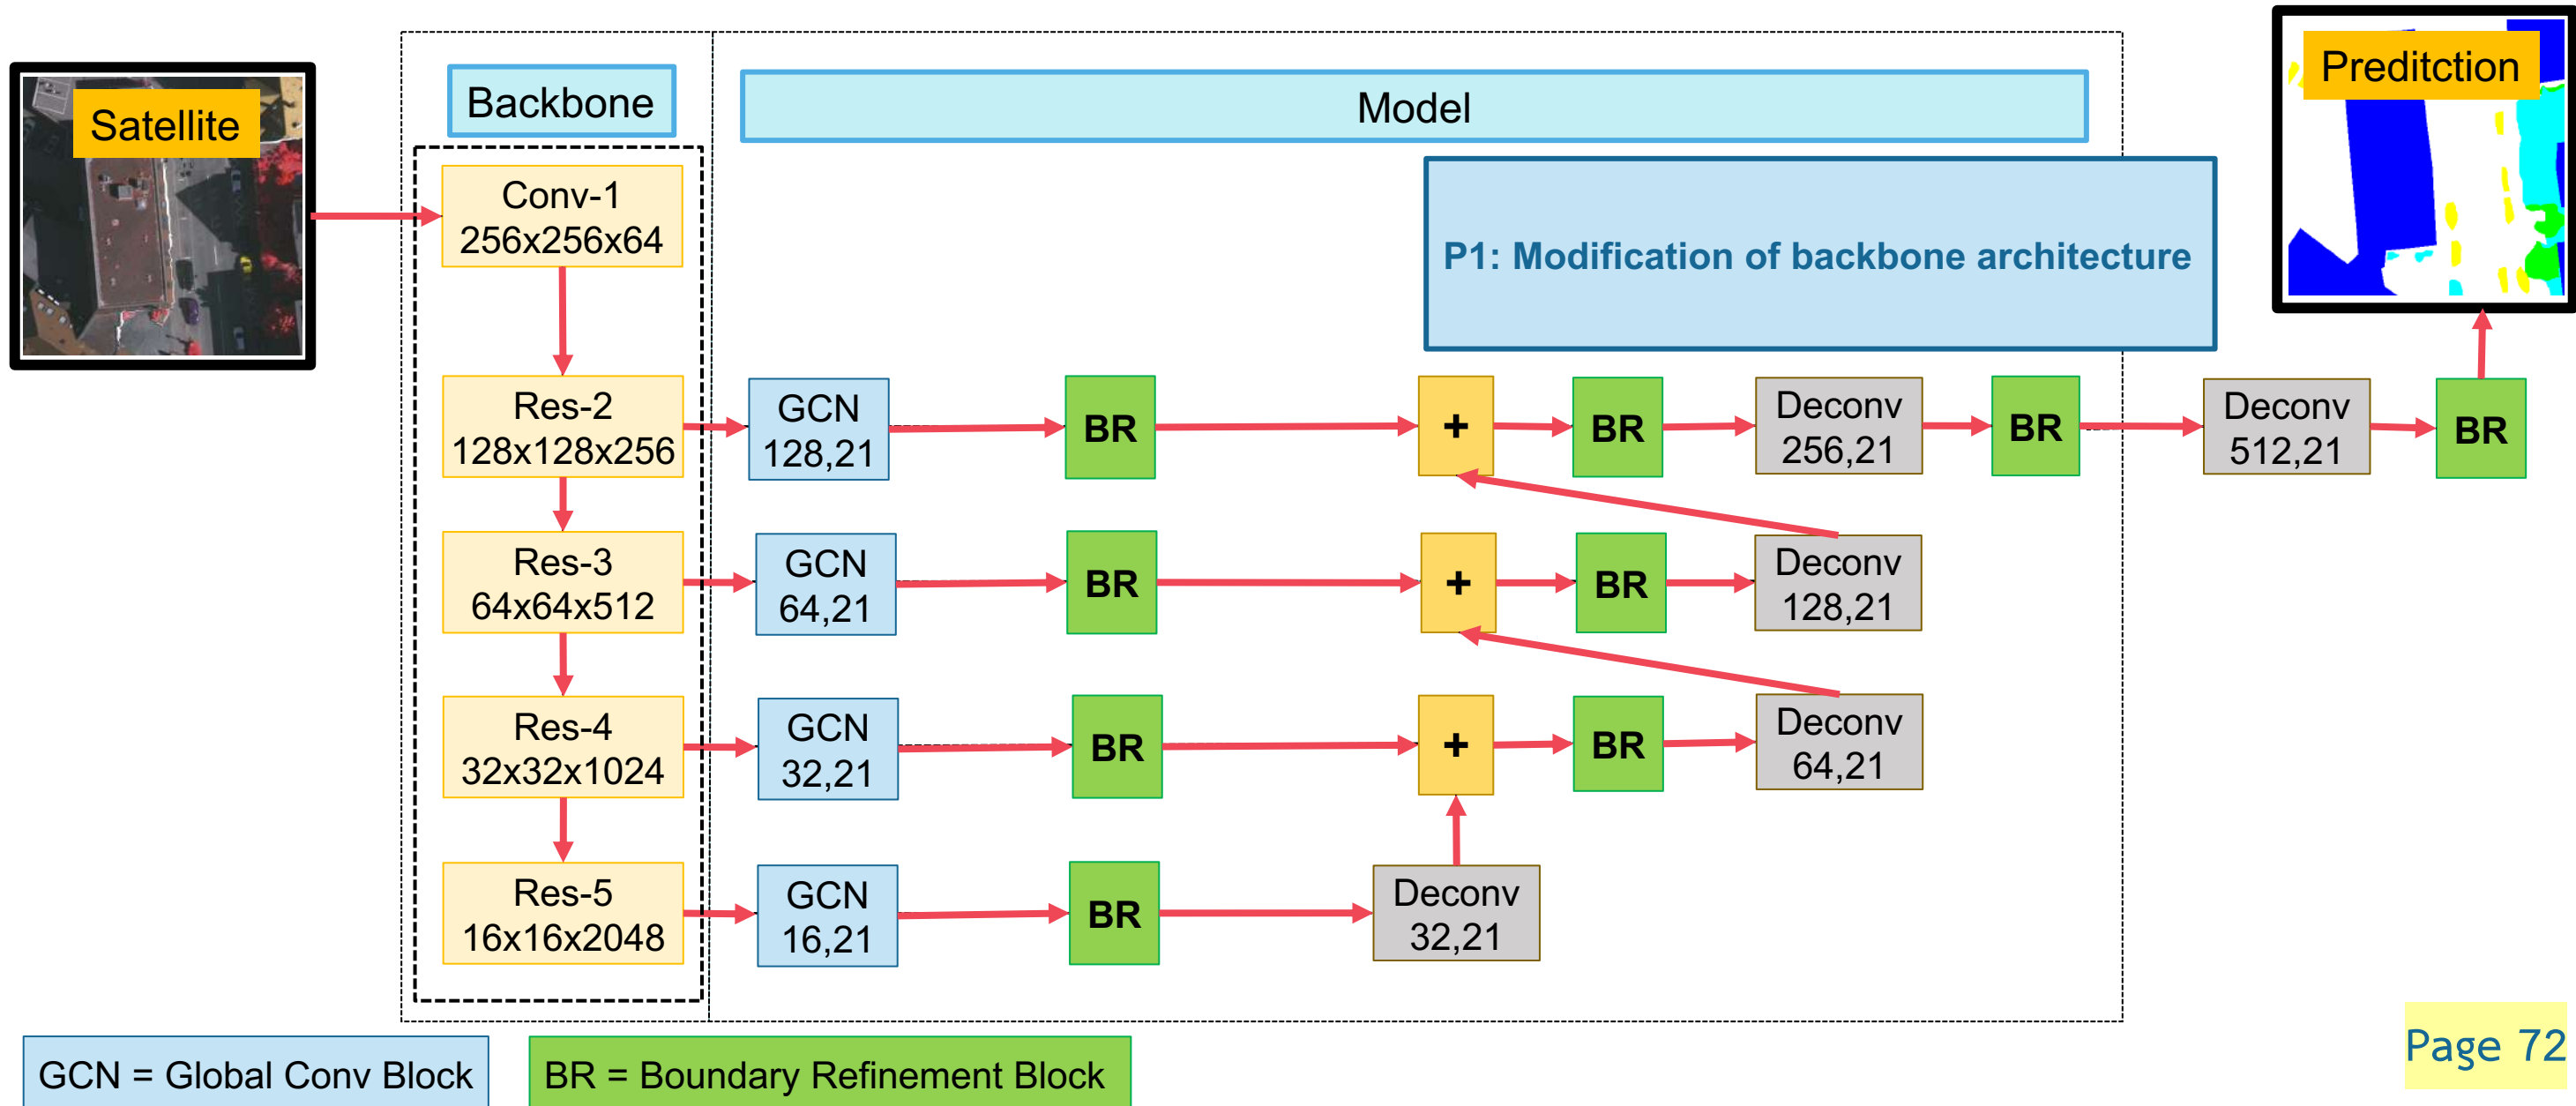 Satellite
Backbone
Model
Preditction
Conv-1
256x256x64
P1: Modification of backbone architecture
Res-2
128x128x256
GCN
128,21
BR
+
BR
Deconv
256,21
BR
Deconv
512,21
BR
Res-3
64x64x512
GCN
64,21
BR
+
BR
Deconv
128,21
Res-4
32x32x1024
GCN
32,21
BR
+
BR
Deconv
64,21
Res-5
16x16x2048
GCN
16,21
BR
Deconv
32,21
GCN = Global Conv Block
BR = Boundary Refinement Block
Page 72